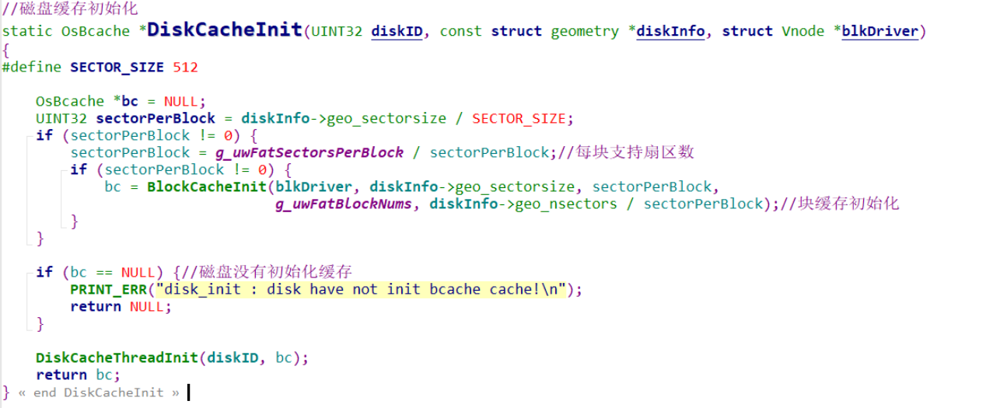 //磁盘缓存初始化
static OsBcache *DiskCacheInit(UINT32 diskID, const struct geometry *diskInfo, struct Vnode *blkDriver)
{
#define SECTOR_SIZE 512

    OsBcache *bc = NULL;
    UINT32 sectorPerBlock = diskInfo->geo_sectorsize / SECTOR_SIZE;
    if (sectorPerBlock != 0) {
        sectorPerBlock = g_uwFatSectorsPerBlock / sectorPerBlock;//每块支持扇区数
        if (sectorPerBlock != 0) {
            bc = BlockCacheInit(blkDriver, diskInfo->geo_sectorsize, sectorPerBlock,
                                g_uwFatBlockNums, diskInfo->geo_nsectors / sectorPerBlock);//块缓存初始化
        }
    }

    if (bc == NULL) {//磁盘没有初始化缓存
        PRINT_ERR("disk_init : disk have not init bcache cache!\n");
        return NULL;
    }

    DiskCacheThreadInit(diskID, bc);
    return bc;
} « end DiskCacheInit »